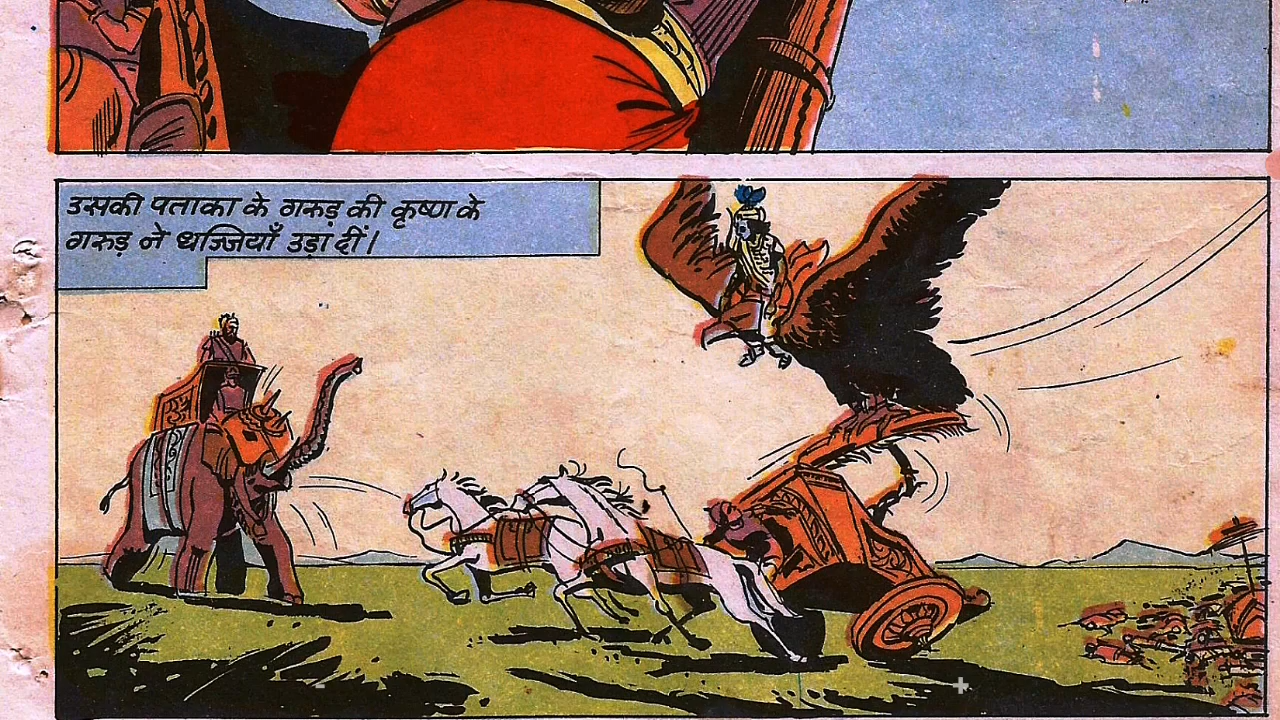 उसकी पताका के गरुड़ की कृष्ण के
गरुड़ ने धज्जियाँ उड़ा दीं।